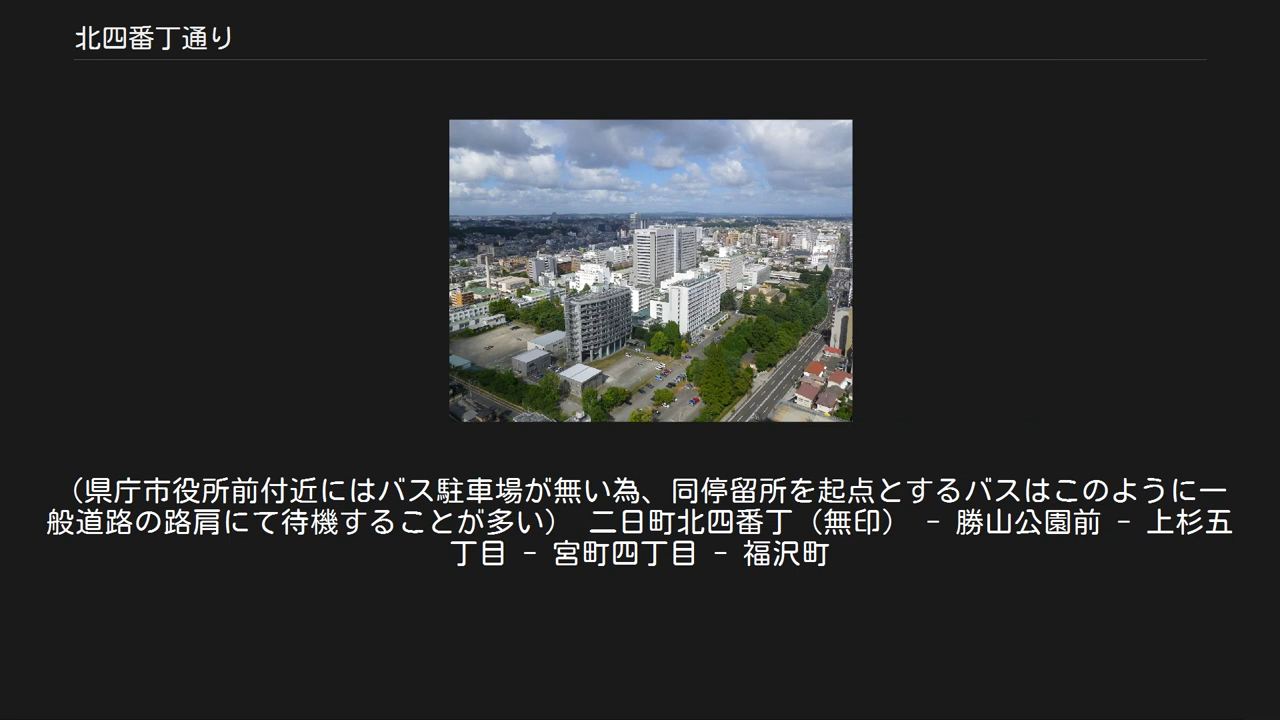 北四番丁通り
（県庁市役所前付近にはバス駐車場が無い為、同停留所を起点とするバスはこのように一
般道路の路肩にて待機することが多い） 二日町北四番丁（無印） － 勝山公園前 － 上杉五
丁目 － 宮町四丁目 － 福沢町